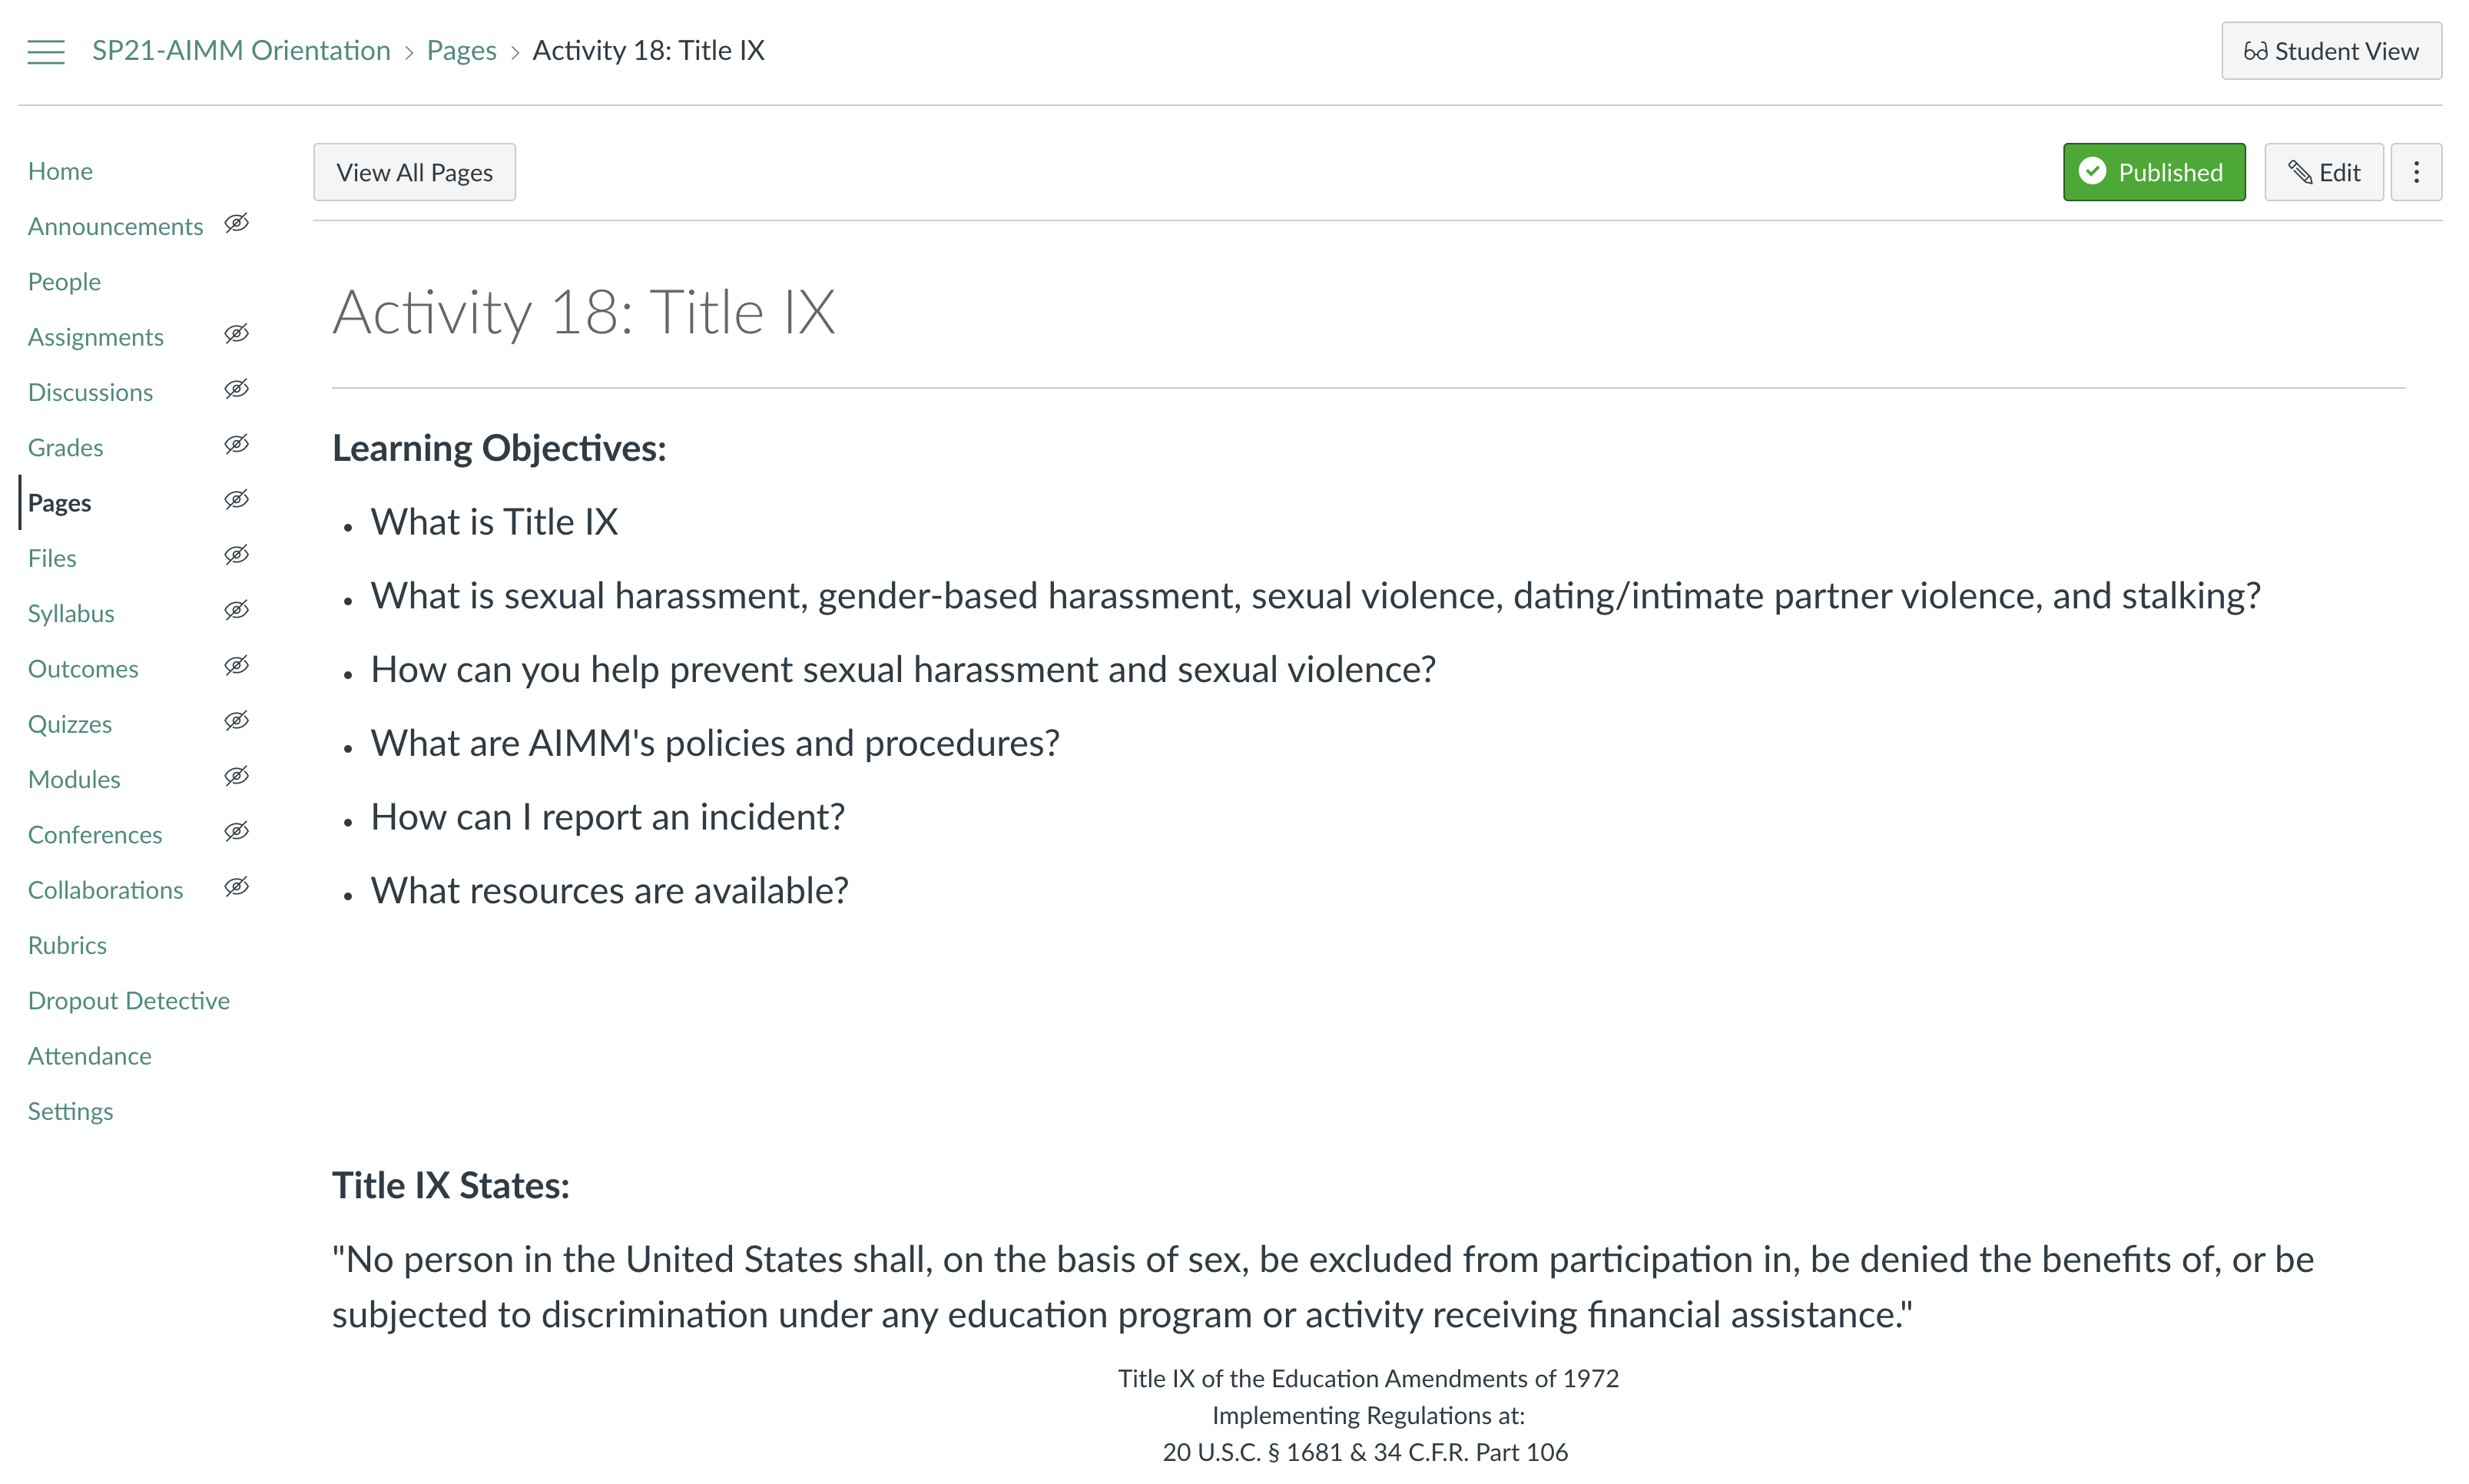 SP21-AIMM Orientation > Pages > Activity 18: Title IX
Student View
Home
Announcements
People
Assignments
Discussions
Grades
Pages
Files
Syllabus
Outcomes
Quizzes
Modules
Conferences
Collaborations
Rubrics
Dropout Detective
Attendance
Settings
View All Pages
Published
Edit
Activity 18: Title IX
Learning Objectives:
• What is Title IX
• What is sexual harassment, gender-based harassment, sexual violence, dating/intimate partner violence, and stalking?
• How can you help prevent sexual harassment and sexual violence?
• What are AIMM's policies and procedures?
• How can I report an incident?
• What resources are available?
Title IX States:
"No person in the United States shall, on the basis of sex, be excluded from participation in, be denied the benefits of, or be
subjected to discrimination under any education program or activity receiving financial assistance."
Title IX of the Education Amendments of 1972
Implementing Regulations at:
20 U.S.C. § 1681 & 34 C.F.R. Part 106